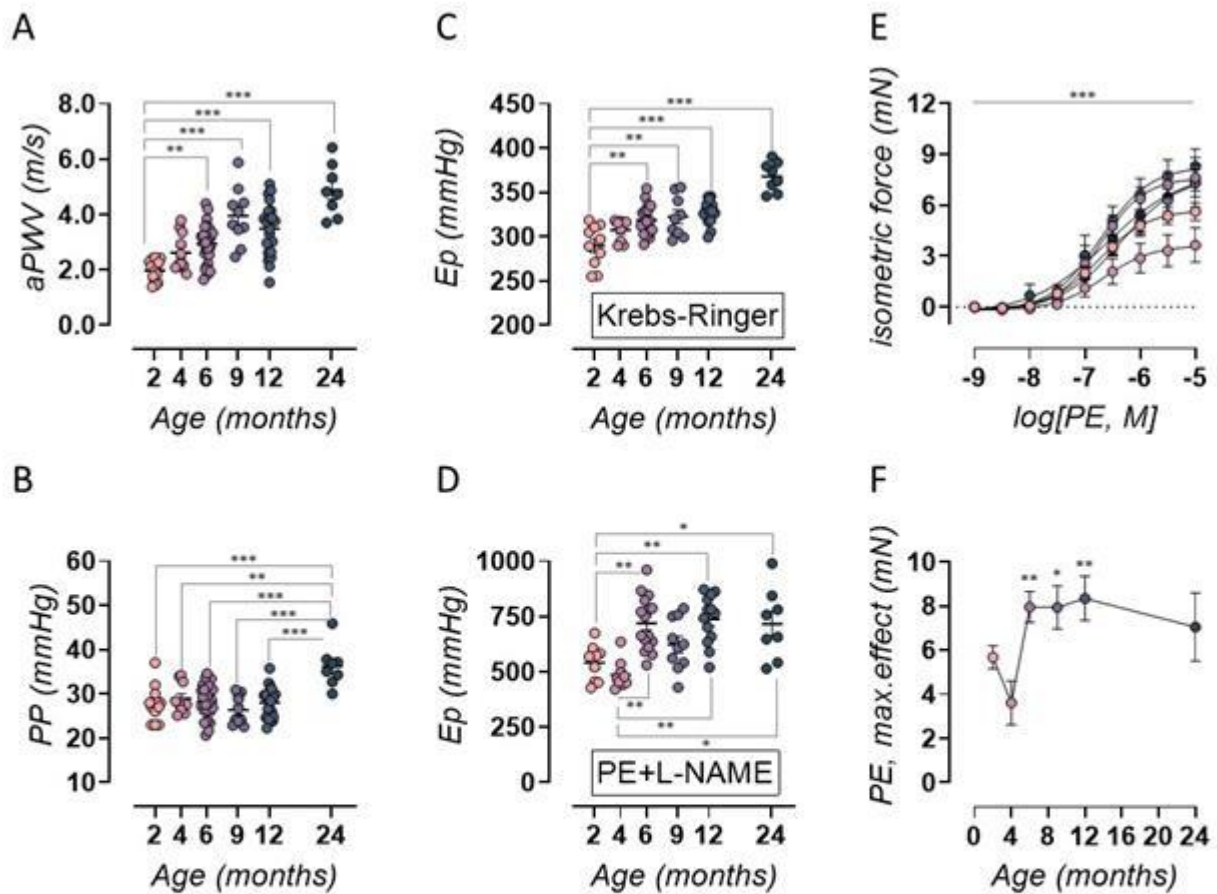 A
aPWV (m/s)
8.0
6.0
4.0
2.0
0.0
***
***
***
**
2 4 6 9 12 24
Age (months)
B
PP (mmHg)
60
50
40
30
20
10
***
**
***
***
***
2 4 6 9 12 24
Age (months)
C
Ep (mmHg)
450
400
350
300
250
200
***
***
**
**
Krebs-Ringer
2 4 6 9 12 24
Age (months)
D
Ep (mmHg)
1000
750
500
250
0
*
**
**
**
**
*
PE+L-NAME
2 4 6 9 12 24
Age (months)
E
isometric force (mN)
12
9
6
3
0
***
-9 -8 -7 -6 -5
log[PE, M]
F
PE, max.effect (mN)
10
8
6
4
2
0
** * **
0 4 8 12 16 20 24
Age (months)